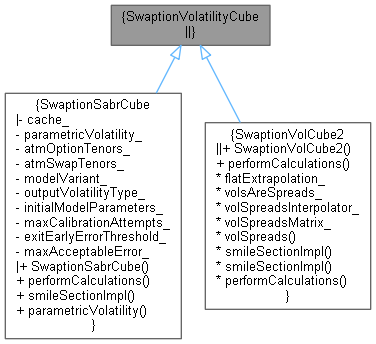 {SwaptionVolatilityCube
||}
{SwaptionSabrCube
|- cache_
- parametricVolatility_
- atmOptionTenors_
- atmSwapTenors_
- modelVariant_
- outputVolatilityType_
- initialModelParameters_
- maxCalibrationAttempts_
- exitEarlyErrorThreshold_
- maxAcceptableError_
|+ SwaptionSabrCube()
+ performCalculations()
+ smileSectionImpl()
+ parametricVolatility()
}
{SwaptionVolCube2
||+ SwaptionVolCube2()
+ performCalculations()
* flatExtrapolation_
* volsAreSpreads_
* volSpreadsInterpolator_
* volSpreadsMatrix_
* volSpreads()
* smileSectionImpl()
* smileSectionImpl()
* performCalculations()
}